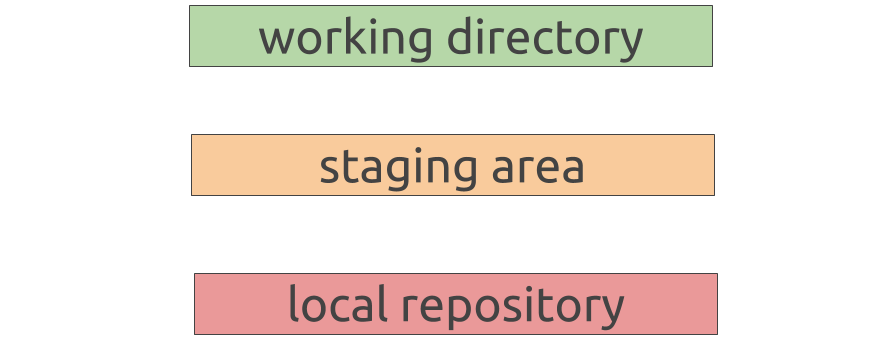 working directory
staging area
local repository